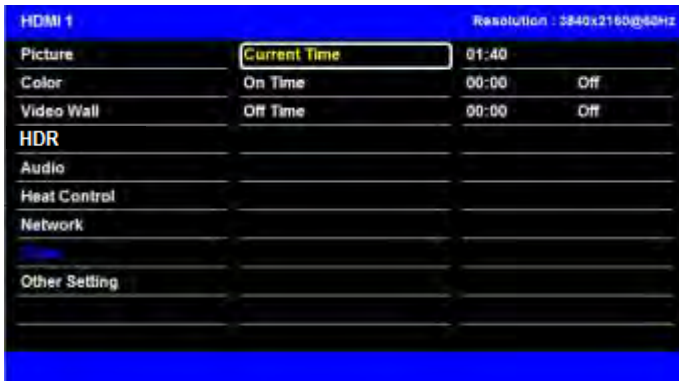 HDMI 1 Resolution : 3840x2160@60Hz
Picture Current Time 01:40
Color On Time 00:00 Off
Video Wall Off Time 00:00 Off
HDR
Audio
Heat Control
Network
Other Setting